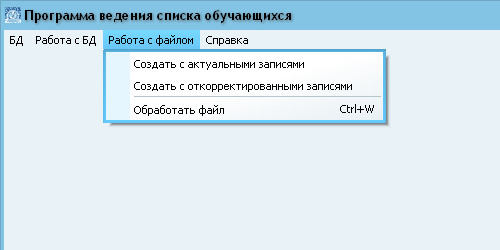 Программа ведения списка обучающихся
БД Работа с БД Работа с файлом Справка
Создать с актуальными записями
Создать с откорректированными записями
Обработать файл Ctrl+W